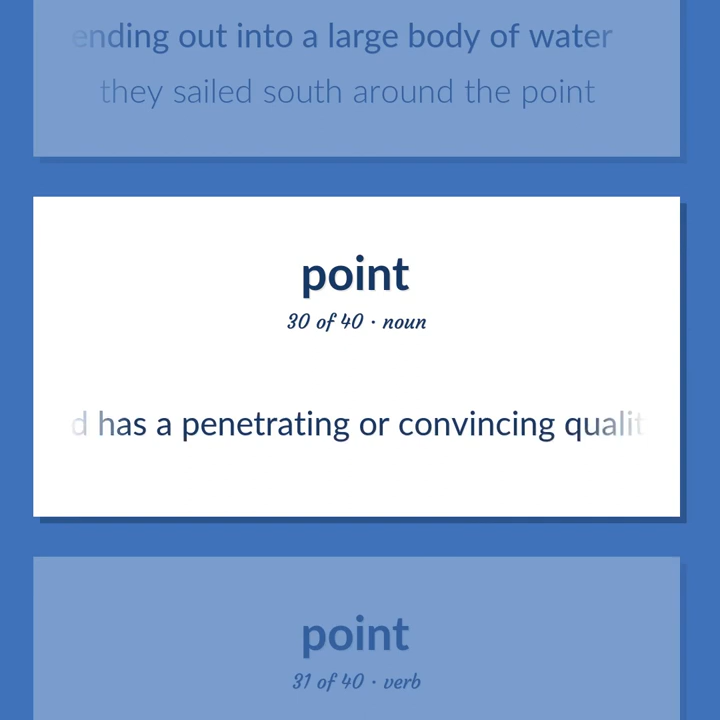 ending out into a large body of water
they sailed south around the point
point
30 of 40 · noun
d has a penetrating or convincing qualit
point
31 of 40 · verb